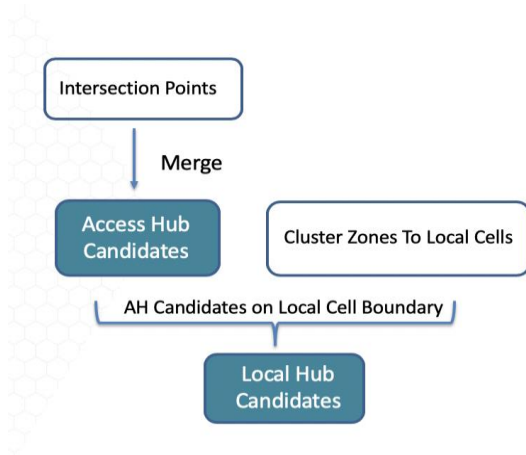 Intersection Points
Merge
Access Hub
Candidates
Cluster Zones To Local Cells
AH Candidates on Local Cell Boundary
Local Hub
Candidates